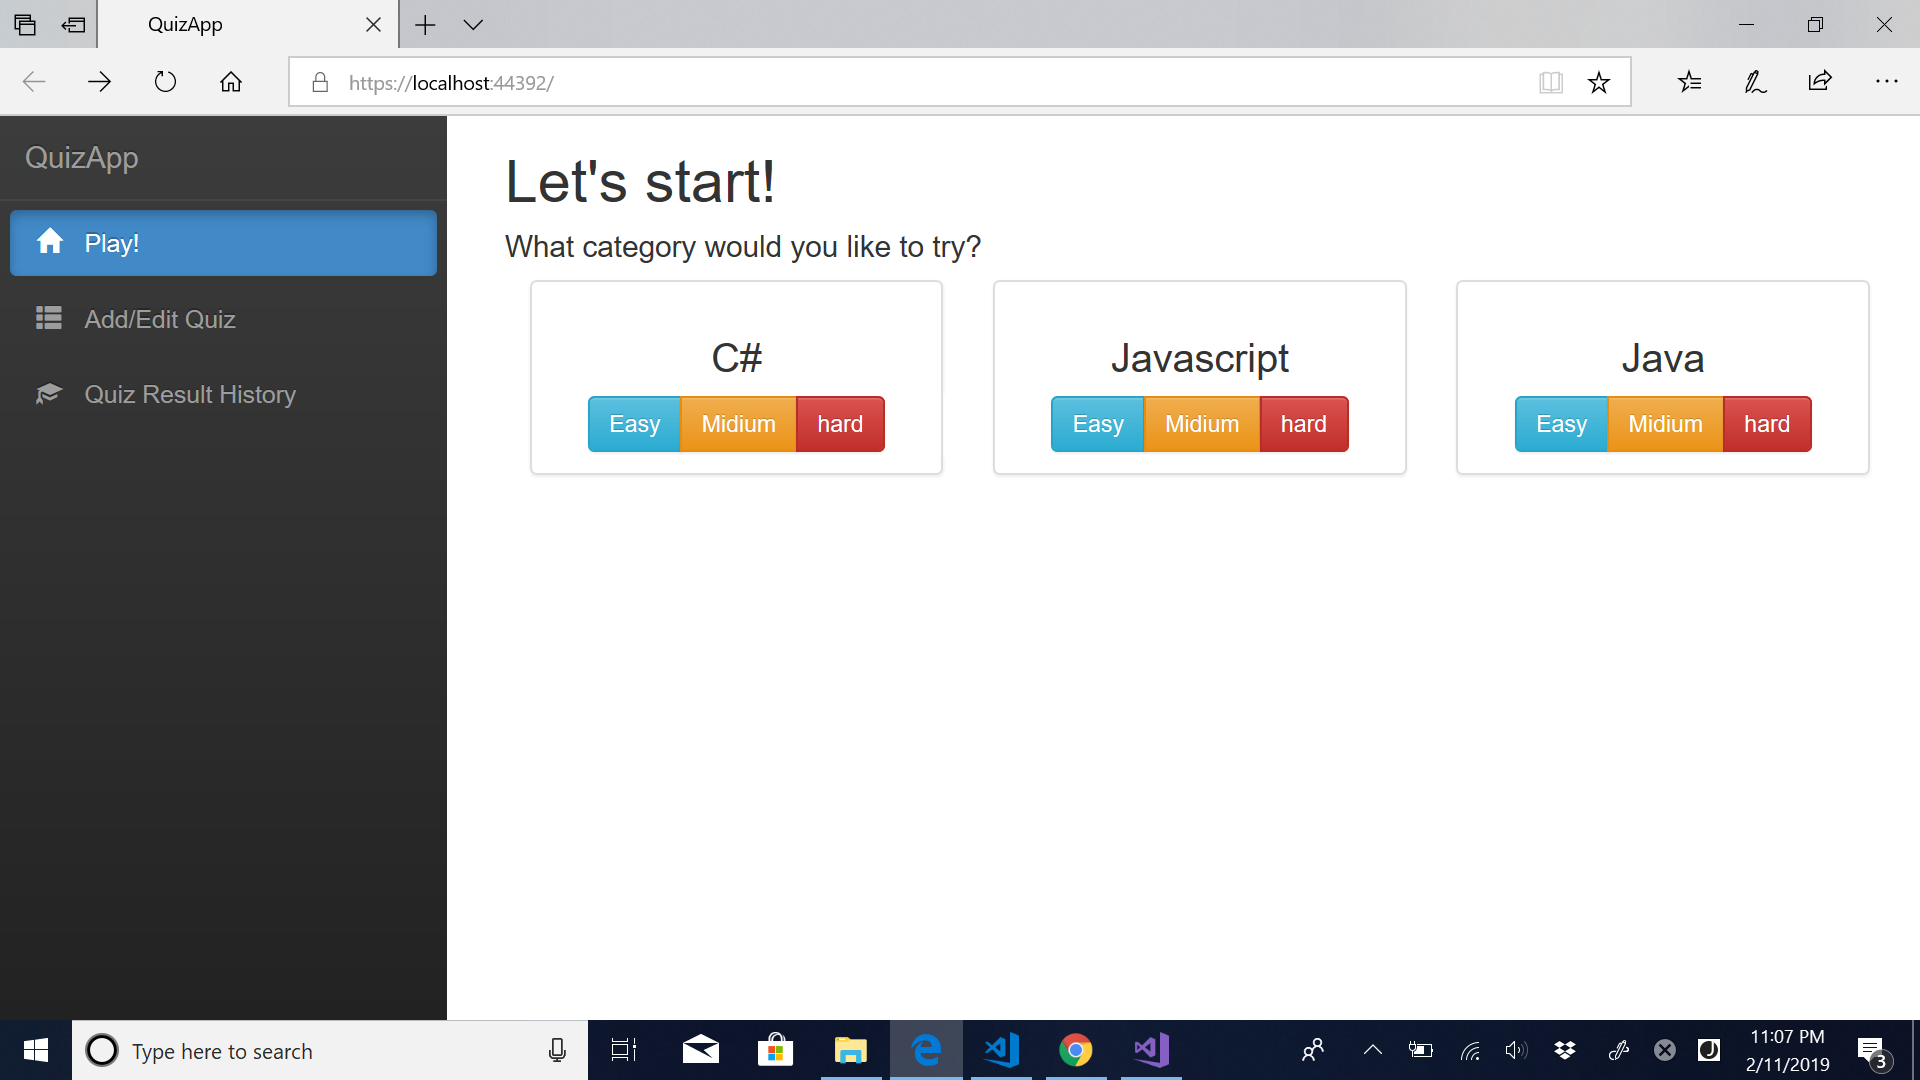 QuizApp
https://localhost:44392/
QuizApp
Play!
Add/Edit Quiz
Quiz Result History
Let's start!
What category would you like to try?
C#
Easy Midium hard
Javascript
Easy Midium hard
Java
Easy Midium hard
Type here to search
11:07 PM
2/11/2019
3